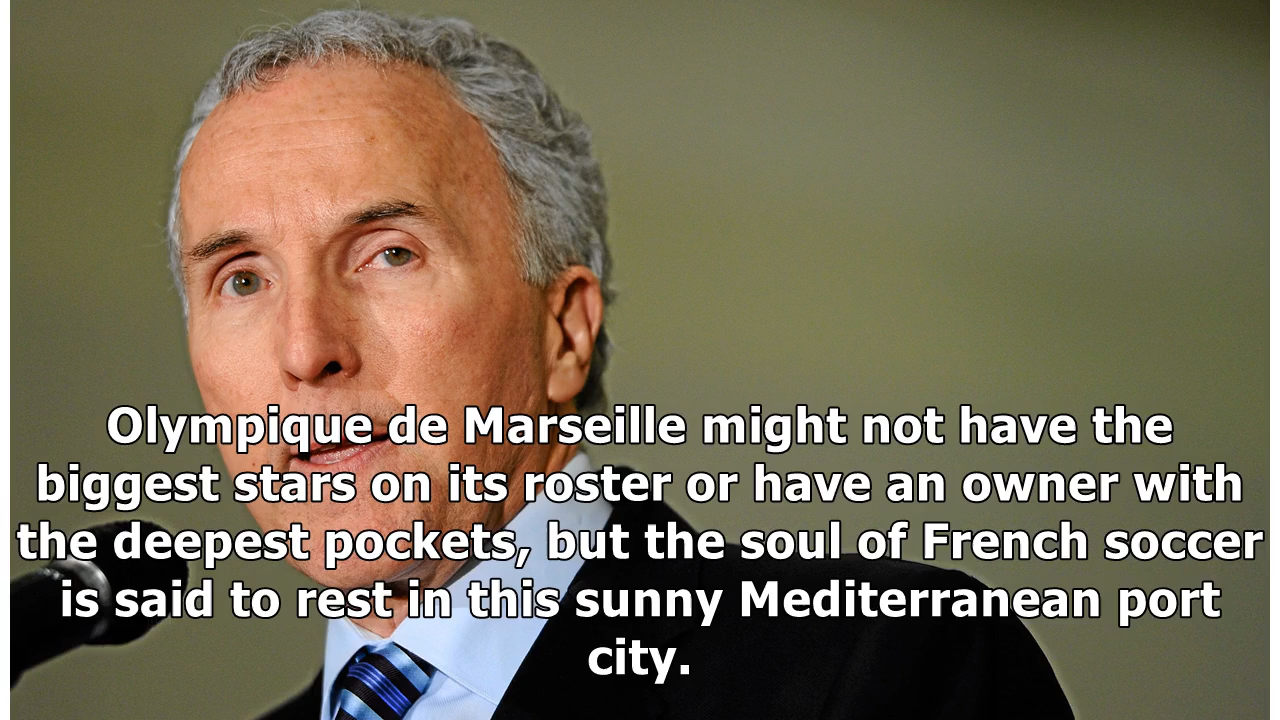 Olympique de Marseille might not have the
biggest stars on its roster or have an owner with
the deepest pockets, but the soul of French soccer
is said to rest in this sunny Mediterranean port
city.